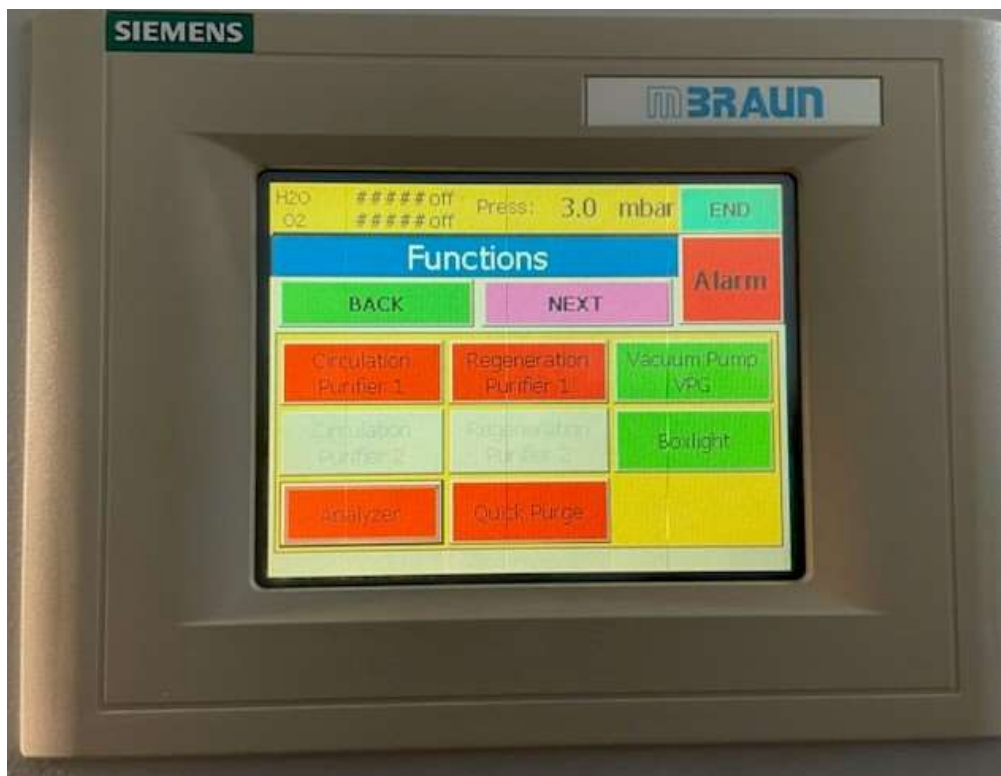 SIEMENS
mBRAUN
H2O #####off Press: 3.0 mbar END
O2 #####off
Functions
Alarm
BACK NEXT
Circulation Purifier 1
Regeneration Purifier 1
Vacuum Pump VPG
Circulation Purifier 2
Regeneration Purifier 2
Boxlight
Analyzer
Quick Purge